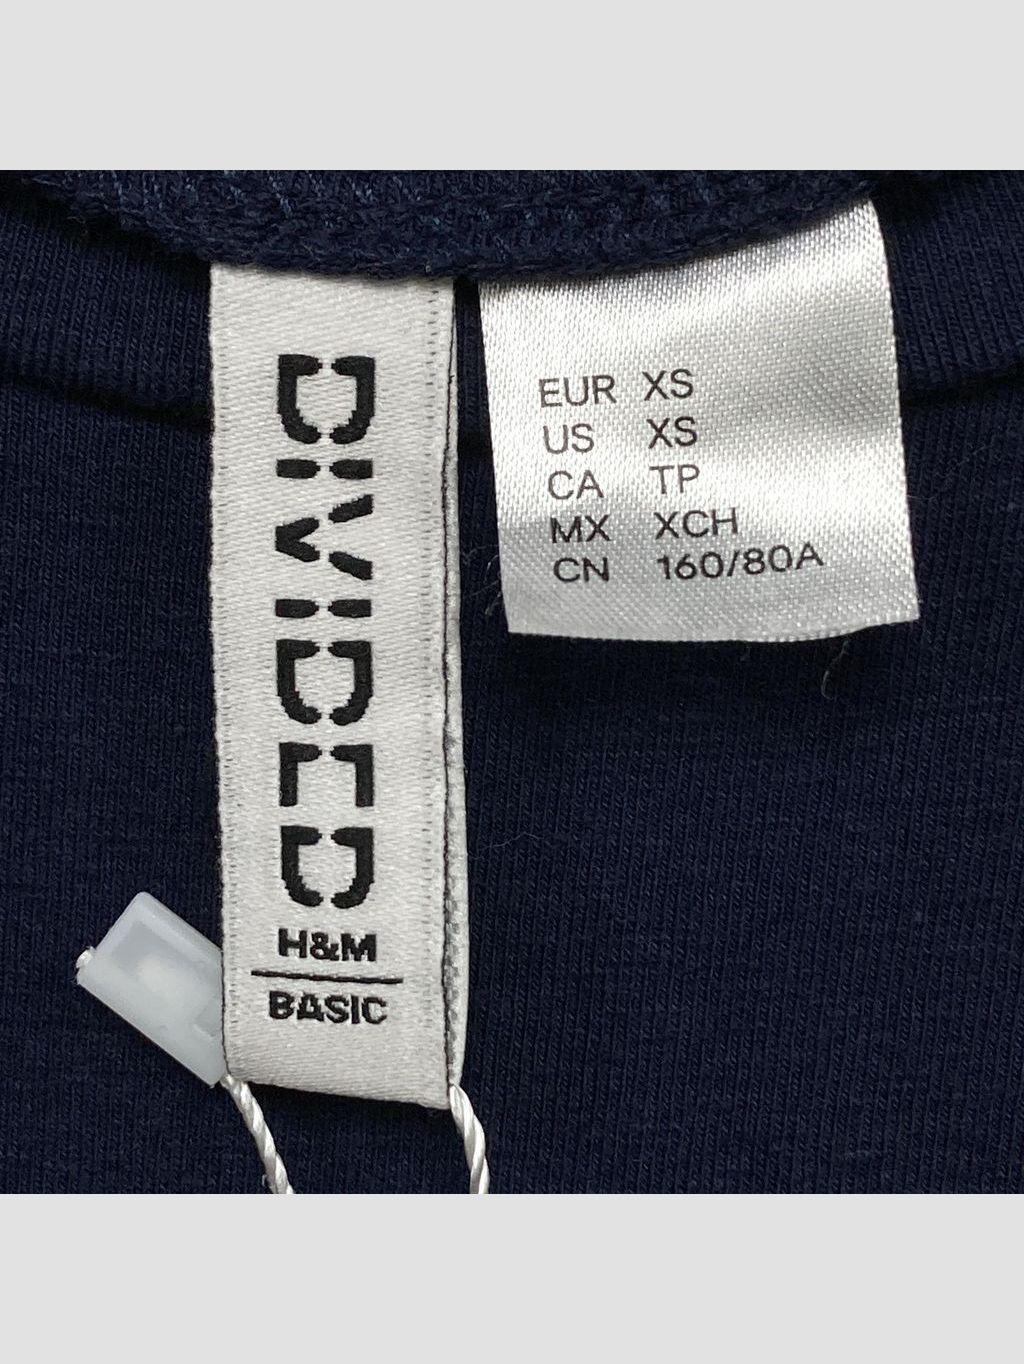 DIVIDED
H&M
BASIC
EUR XS
US XS
CA TP
MX XCH
CN 160/80A